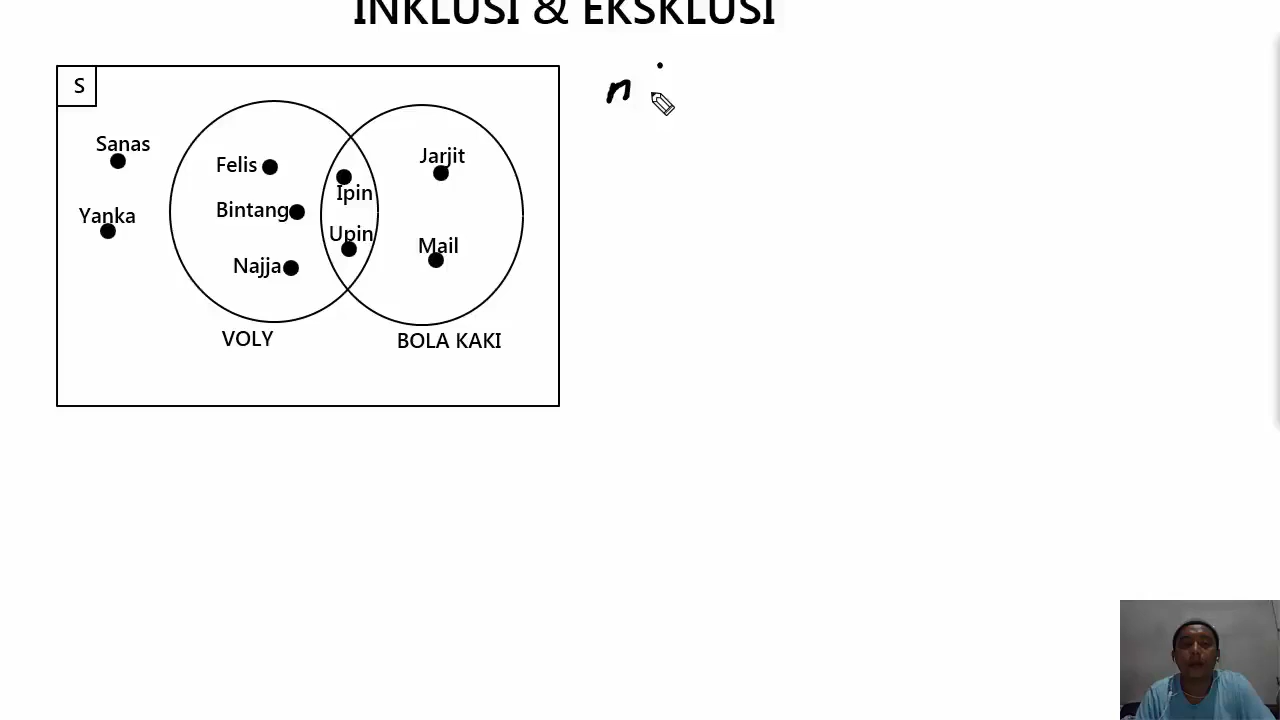 INKLUSI & EKSKLUSI
n
S
Sanas
Yanka
Felis
Bintang
Najja
Ipin
Upin
Jarjit
Mail
VOLY
BOLA KAKI